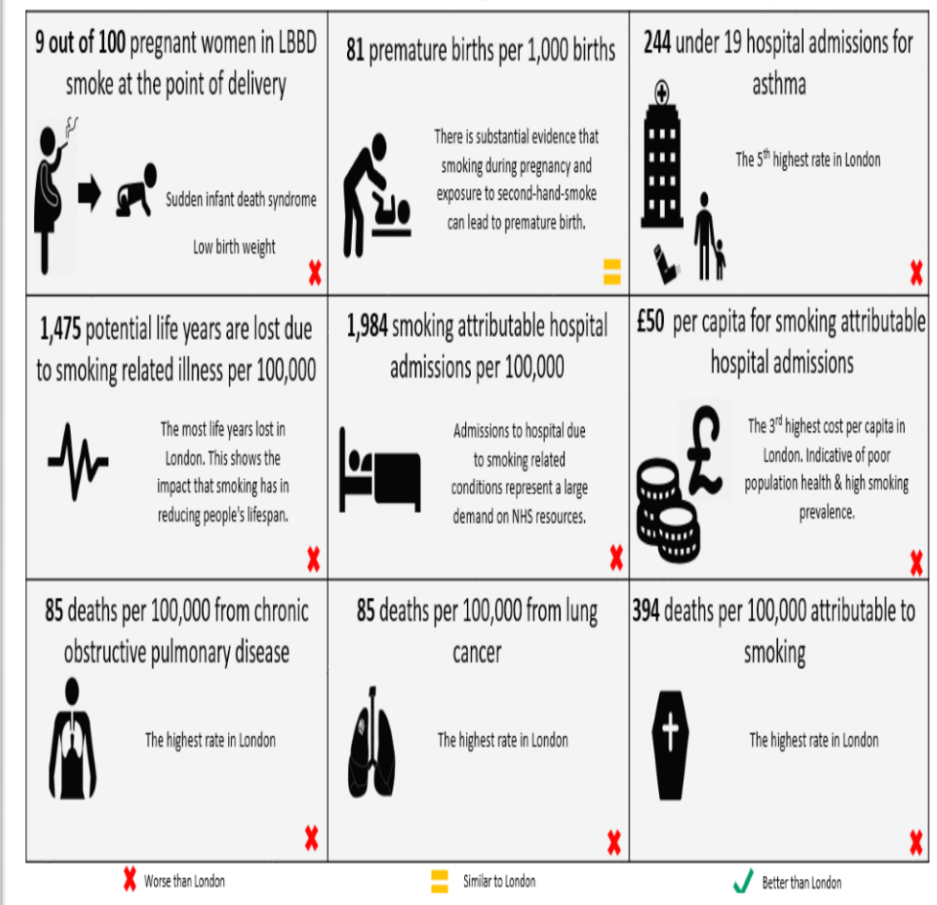 9 out of 100 pregnant women in LBBD
smoke at the point of delivery
Sudden infant death syndrome
Low birth weight
81 premature births per 1,000 births
There is substantial evidence that
smoking during pregnancy and
exposure to second-hand-smoke
can lead to premature birth.
244 under 19 hospital admissions for
asthma
The 5th highest rate in London
1,475 potential life years are lost due
to smoking related illness per 100,000
The most life years lost in
London. This shows the
impact that smoking has in
reducing people's lifespan.
1,984 smoking attributable hospital
admissions per 100,000
Admissions to hospital due
to smoking related
conditions represent a large
demand on NHS resources.
£50 per capita for smoking attributable
hospital admissions
£
The 3rd highest cost per capita in
London. Indicative of poor
population health & high smoking
prevalence.
85 deaths per 100,000 from chronic
obstructive pulmonary disease
The highest rate in London
85 deaths per 100,000 from lung
cancer
The highest rate in London
394 deaths per 100,000 attributable to
smoking
The highest rate in London
Worse than London
Similar to London
Better than London